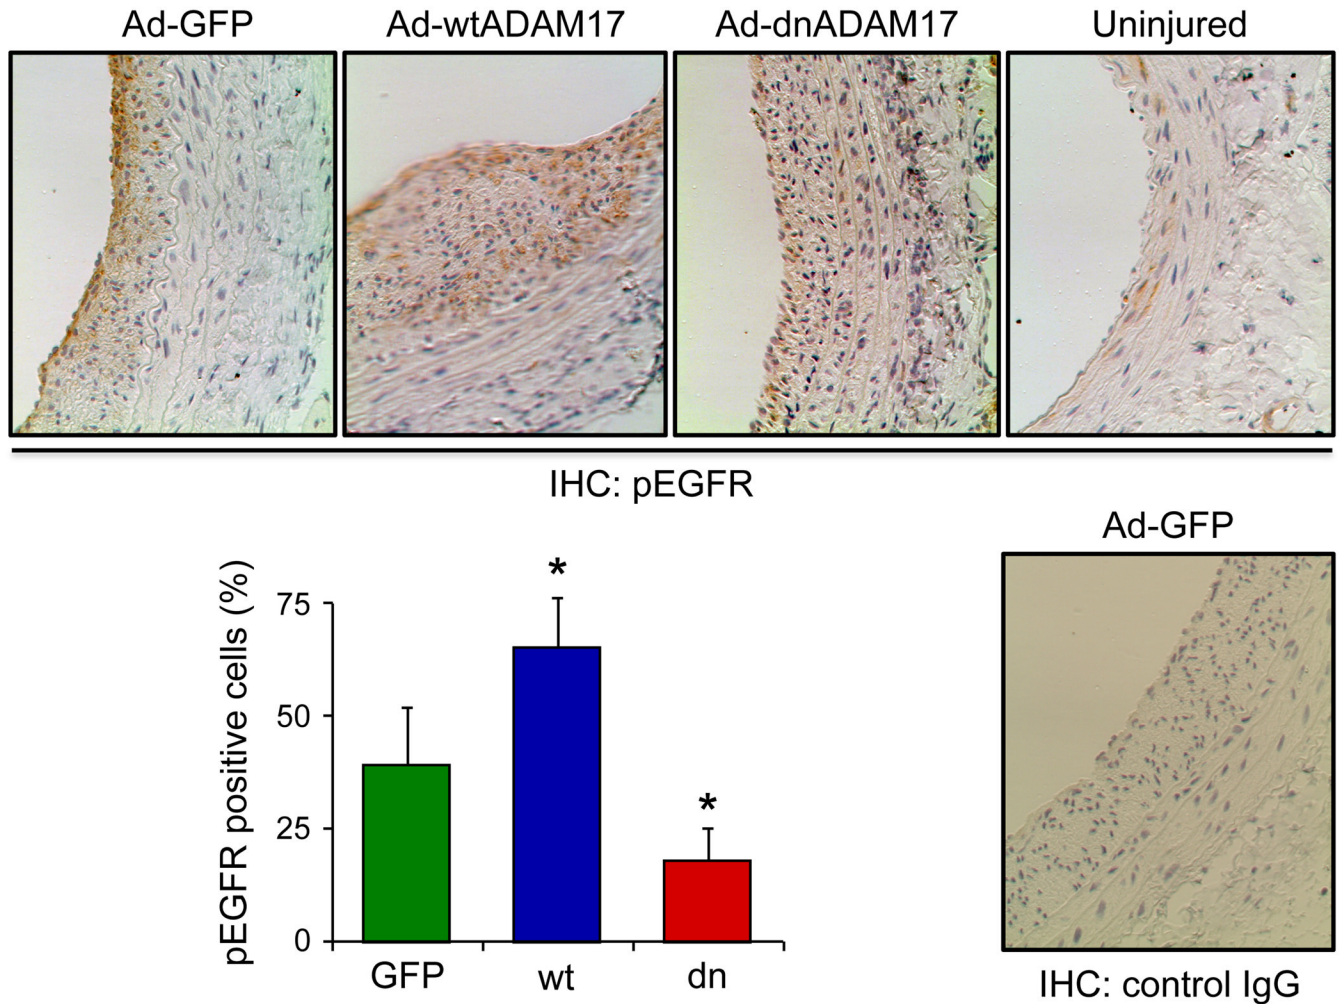 Ad-GFP Ad-wtADAM17 Ad-dnADAM17 Uninjured
IHC: pEGFR
Ad-GFP
IHC: control IgG
pEGFR positive cells (%)
75
50
25
0
*
*
GFP wt dn